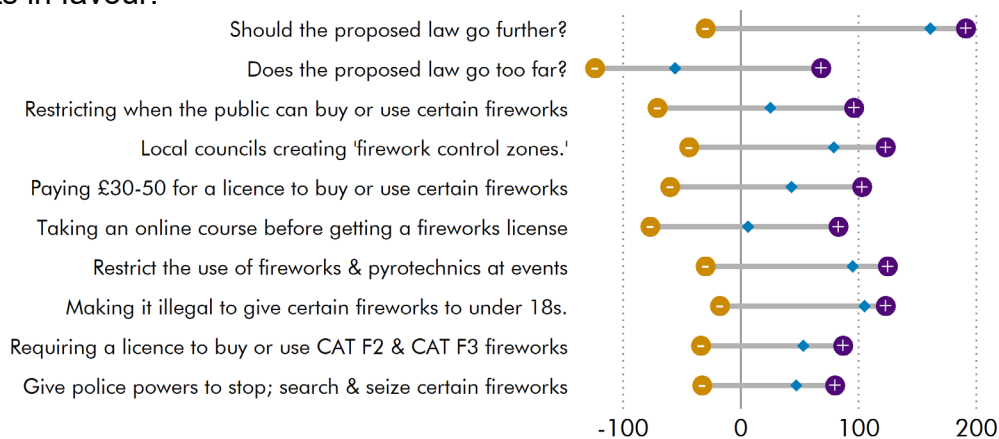 ts in favour.
Should the proposed law go further?
Does the proposed law go too far?
Restricting when the public can buy or use certain fireworks
Local councils creating 'firework control zones.'
Paying £30-50 for a licence to buy or use certain fireworks
Taking an online course before getting a fireworks license
Restrict the use of fireworks & pyrotechnics at events
Making it illegal to give certain fireworks to under 18s.
Requiring a licence to buy or use CAT F2 & CAT F3 fireworks
Give police powers to stop; search & seize certain fireworks
-100 0 100 200